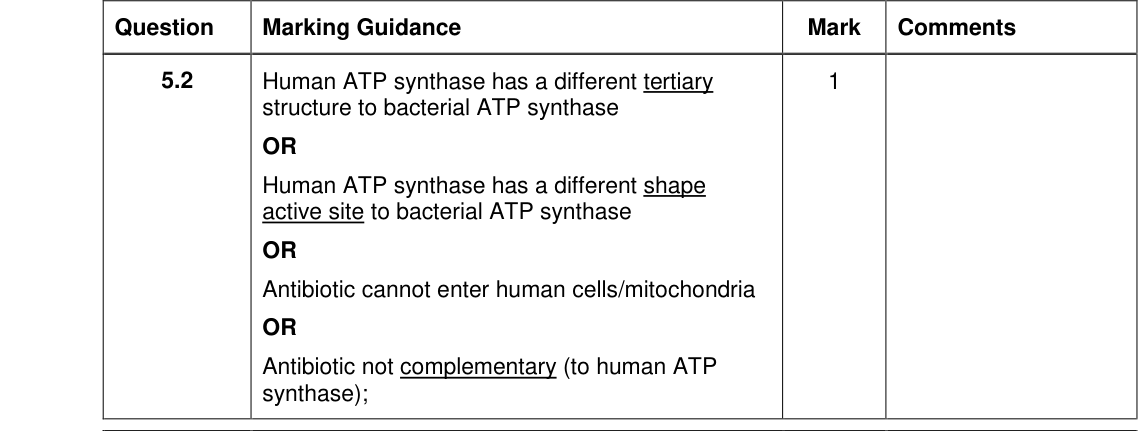 Question Marking Guidance Mark Comments
5.2 Human ATP synthase has a different tertiary 1
structure to bacterial ATP synthase
OR
Human ATP synthase has a different shape
active site to bacterial ATP synthase
OR
Antibiotic cannot enter human cells/mitochondria
OR
Antibiotic not complementary (to human ATP
synthase);